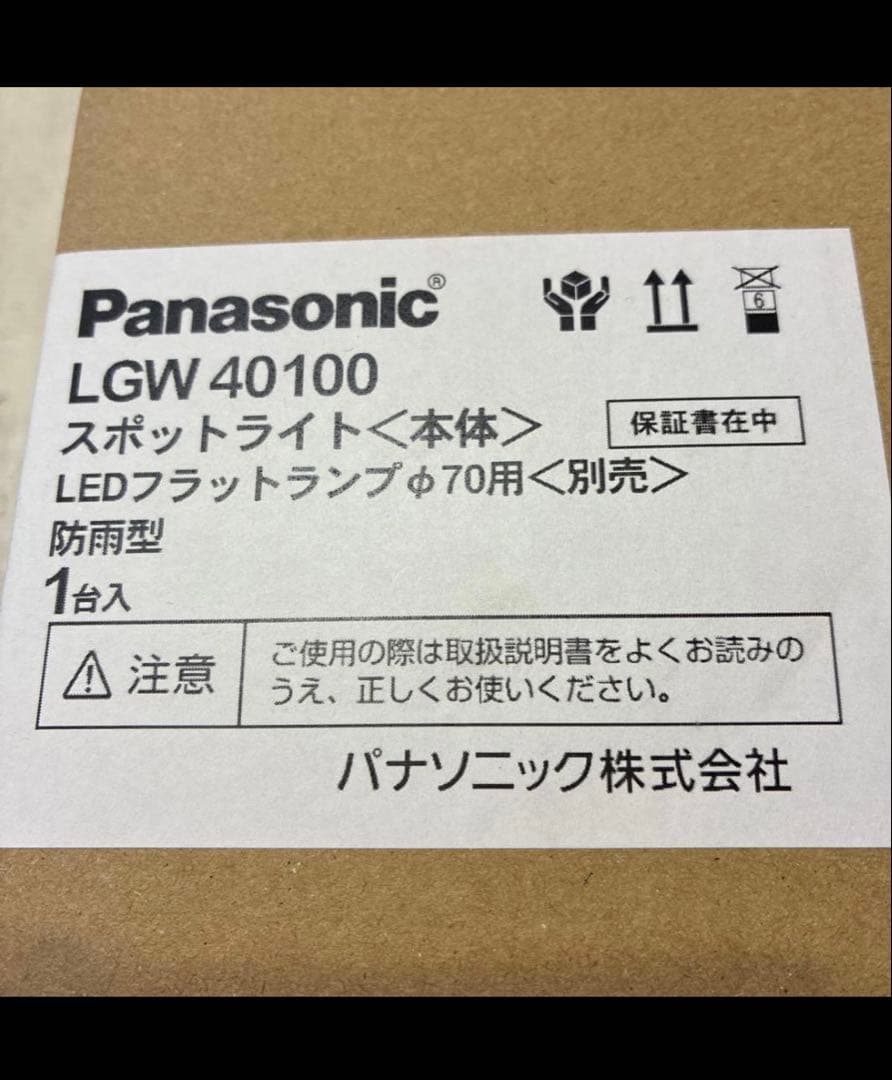 Panasonic®
6
LGW 40100
スポットライト＜本体＞
保証書在中
LEDフラットランプφ70用＜別売＞
防雨型
1台入
注意
ご使用の際は取扱説明書をよくお読みの
うえ、正しくお使いください。
パナソニック株式会社